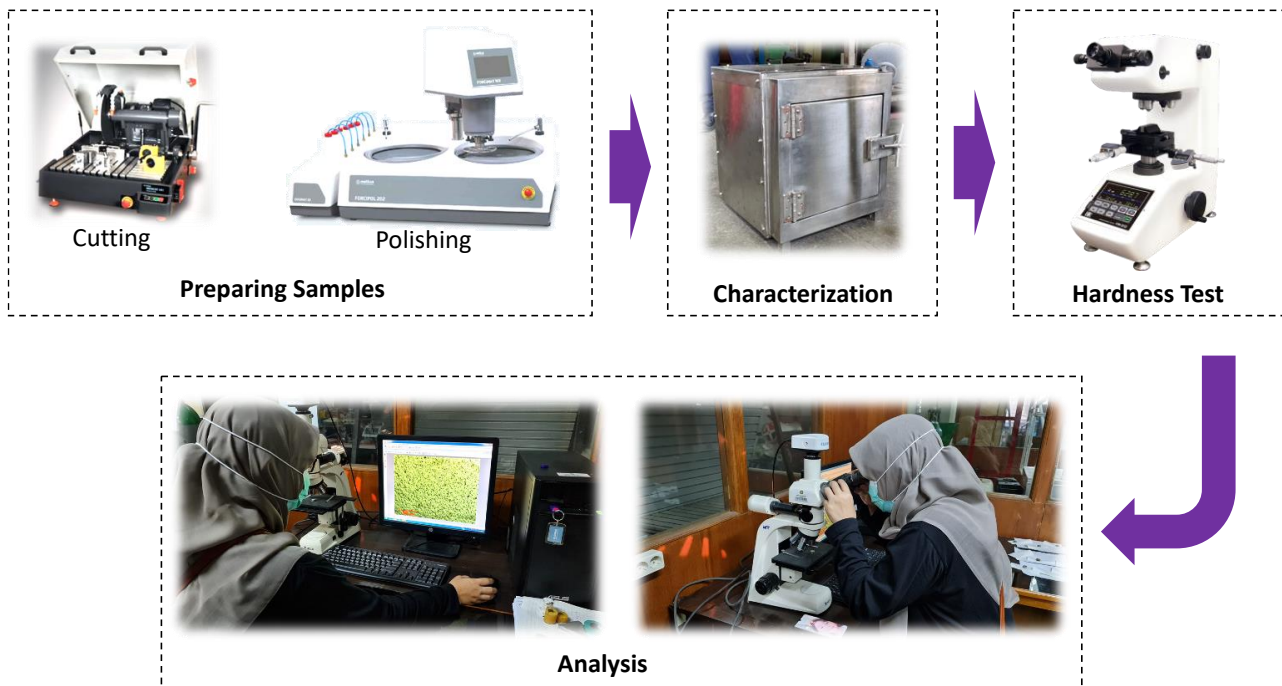 Cutting
Polishing
Preparing Samples
Characterization
Hardness Test
Analysis